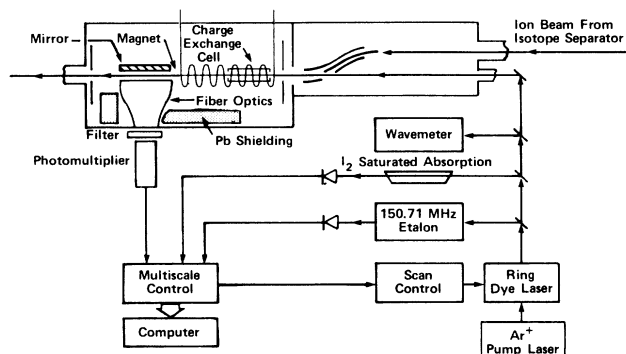 Mirror
Magnet
Charge
Exchange
Cell
Ion Beam From
Isotope Separator
Fiber Optics
Filter
Pb Shielding
Photomultiplier
Wavemeter
I2 Saturated Absorption
150.71 MHz
Etalon
Multiscale
Control
Scan
Control
Ring
Dye Laser
Computer
Ar+
Pump Laser